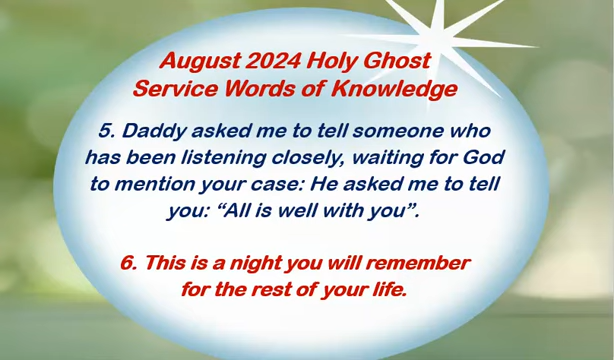 August 2024 Holy Ghost
Service Words of Knowledge
5. Daddy asked me to tell someone who
has been listening closely, waiting for God
to mention your case: He asked me to tell
you: “All is well with you”.
6. This is a night you will remember
for the rest of your life.